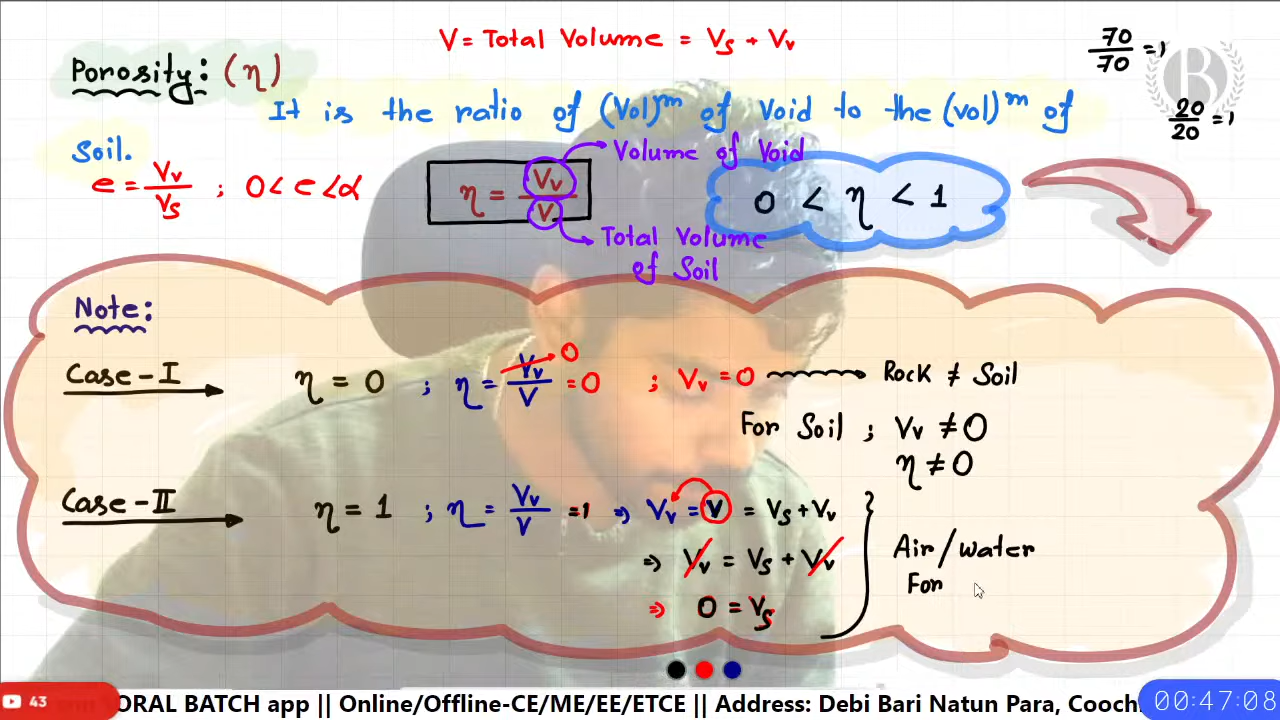 V = Total Volume = Vs + Vv
70/70 = 1
Porosity: (η)
B
It is the ratio of (Vol)ᵐ of Void to the (vol)ᵐ of
20/20 = 1
Soil.
Volume of Void
e = Vv/Vs ; 0 < e < α
η = Vv/V
0 < η < 1
Total Volume
of Soil
Note:
Case-I η = 0 ; η = Vv/V = 0 ; Vv = 0 Rock ≠ Soil
0
For Soil ; Vv ≠ 0
η ≠ 0
Case-II η = 1 ; η = Vv/V = 1 ⇒ Vv = V = Vs + Vv
⇒ Vv = Vs + Vv
Air/water
For
⇒ 0 = Vs
43
ORAL BATCH app || Online/Offline-CE/ME/EE/ETCE || Address: Debi Bari Natun Para, Cooch
00:47:08